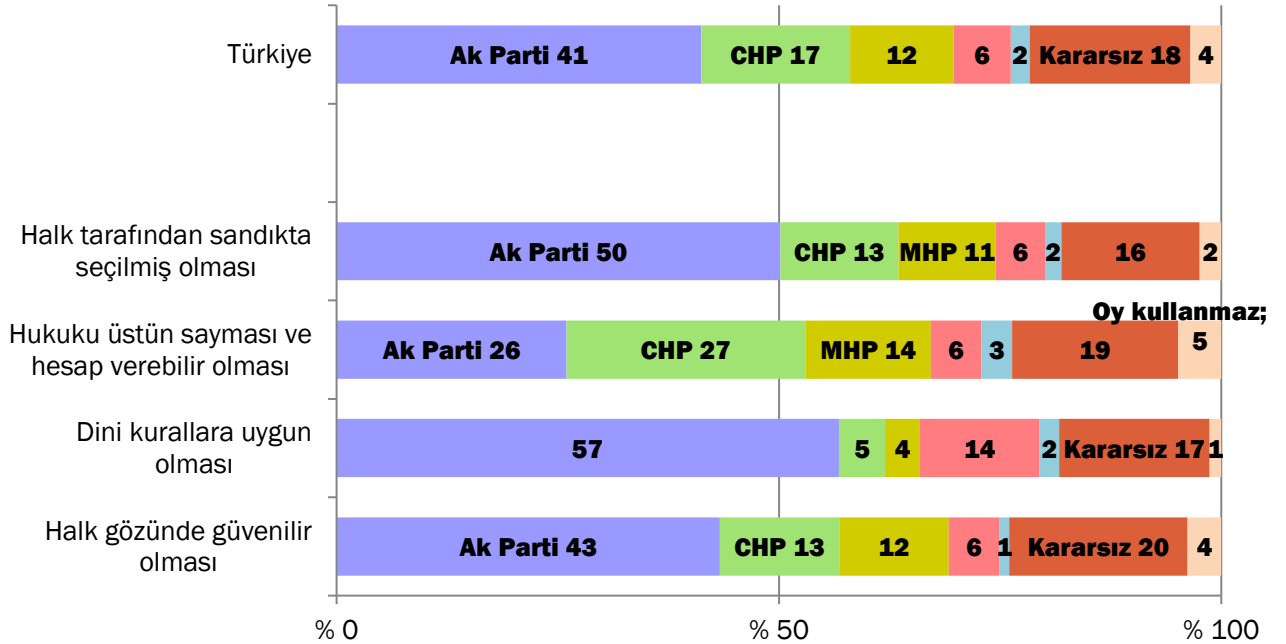 Türkiye
Ak Parti 41 CHP 17 12 6 2 Kararsız 18 4
Halk tarafından sandıkta
seçilmiş olması
Ak Parti 50 CHP 13 MHP 11 6 2 16 2
Hukuku üstün sayması ve
hesap verebilir olması
Ak Parti 26 CHP 27 MHP 14 6 3 19
Oy kullanmaz;
5
Dini kurallara uygun
olması
57 5 4 14 2 Kararsız 17 1
Halk gözünde güvenilir
olması
Ak Parti 43 CHP 13 12 6 1 Kararsız 20 4
% 0 % 50 % 100